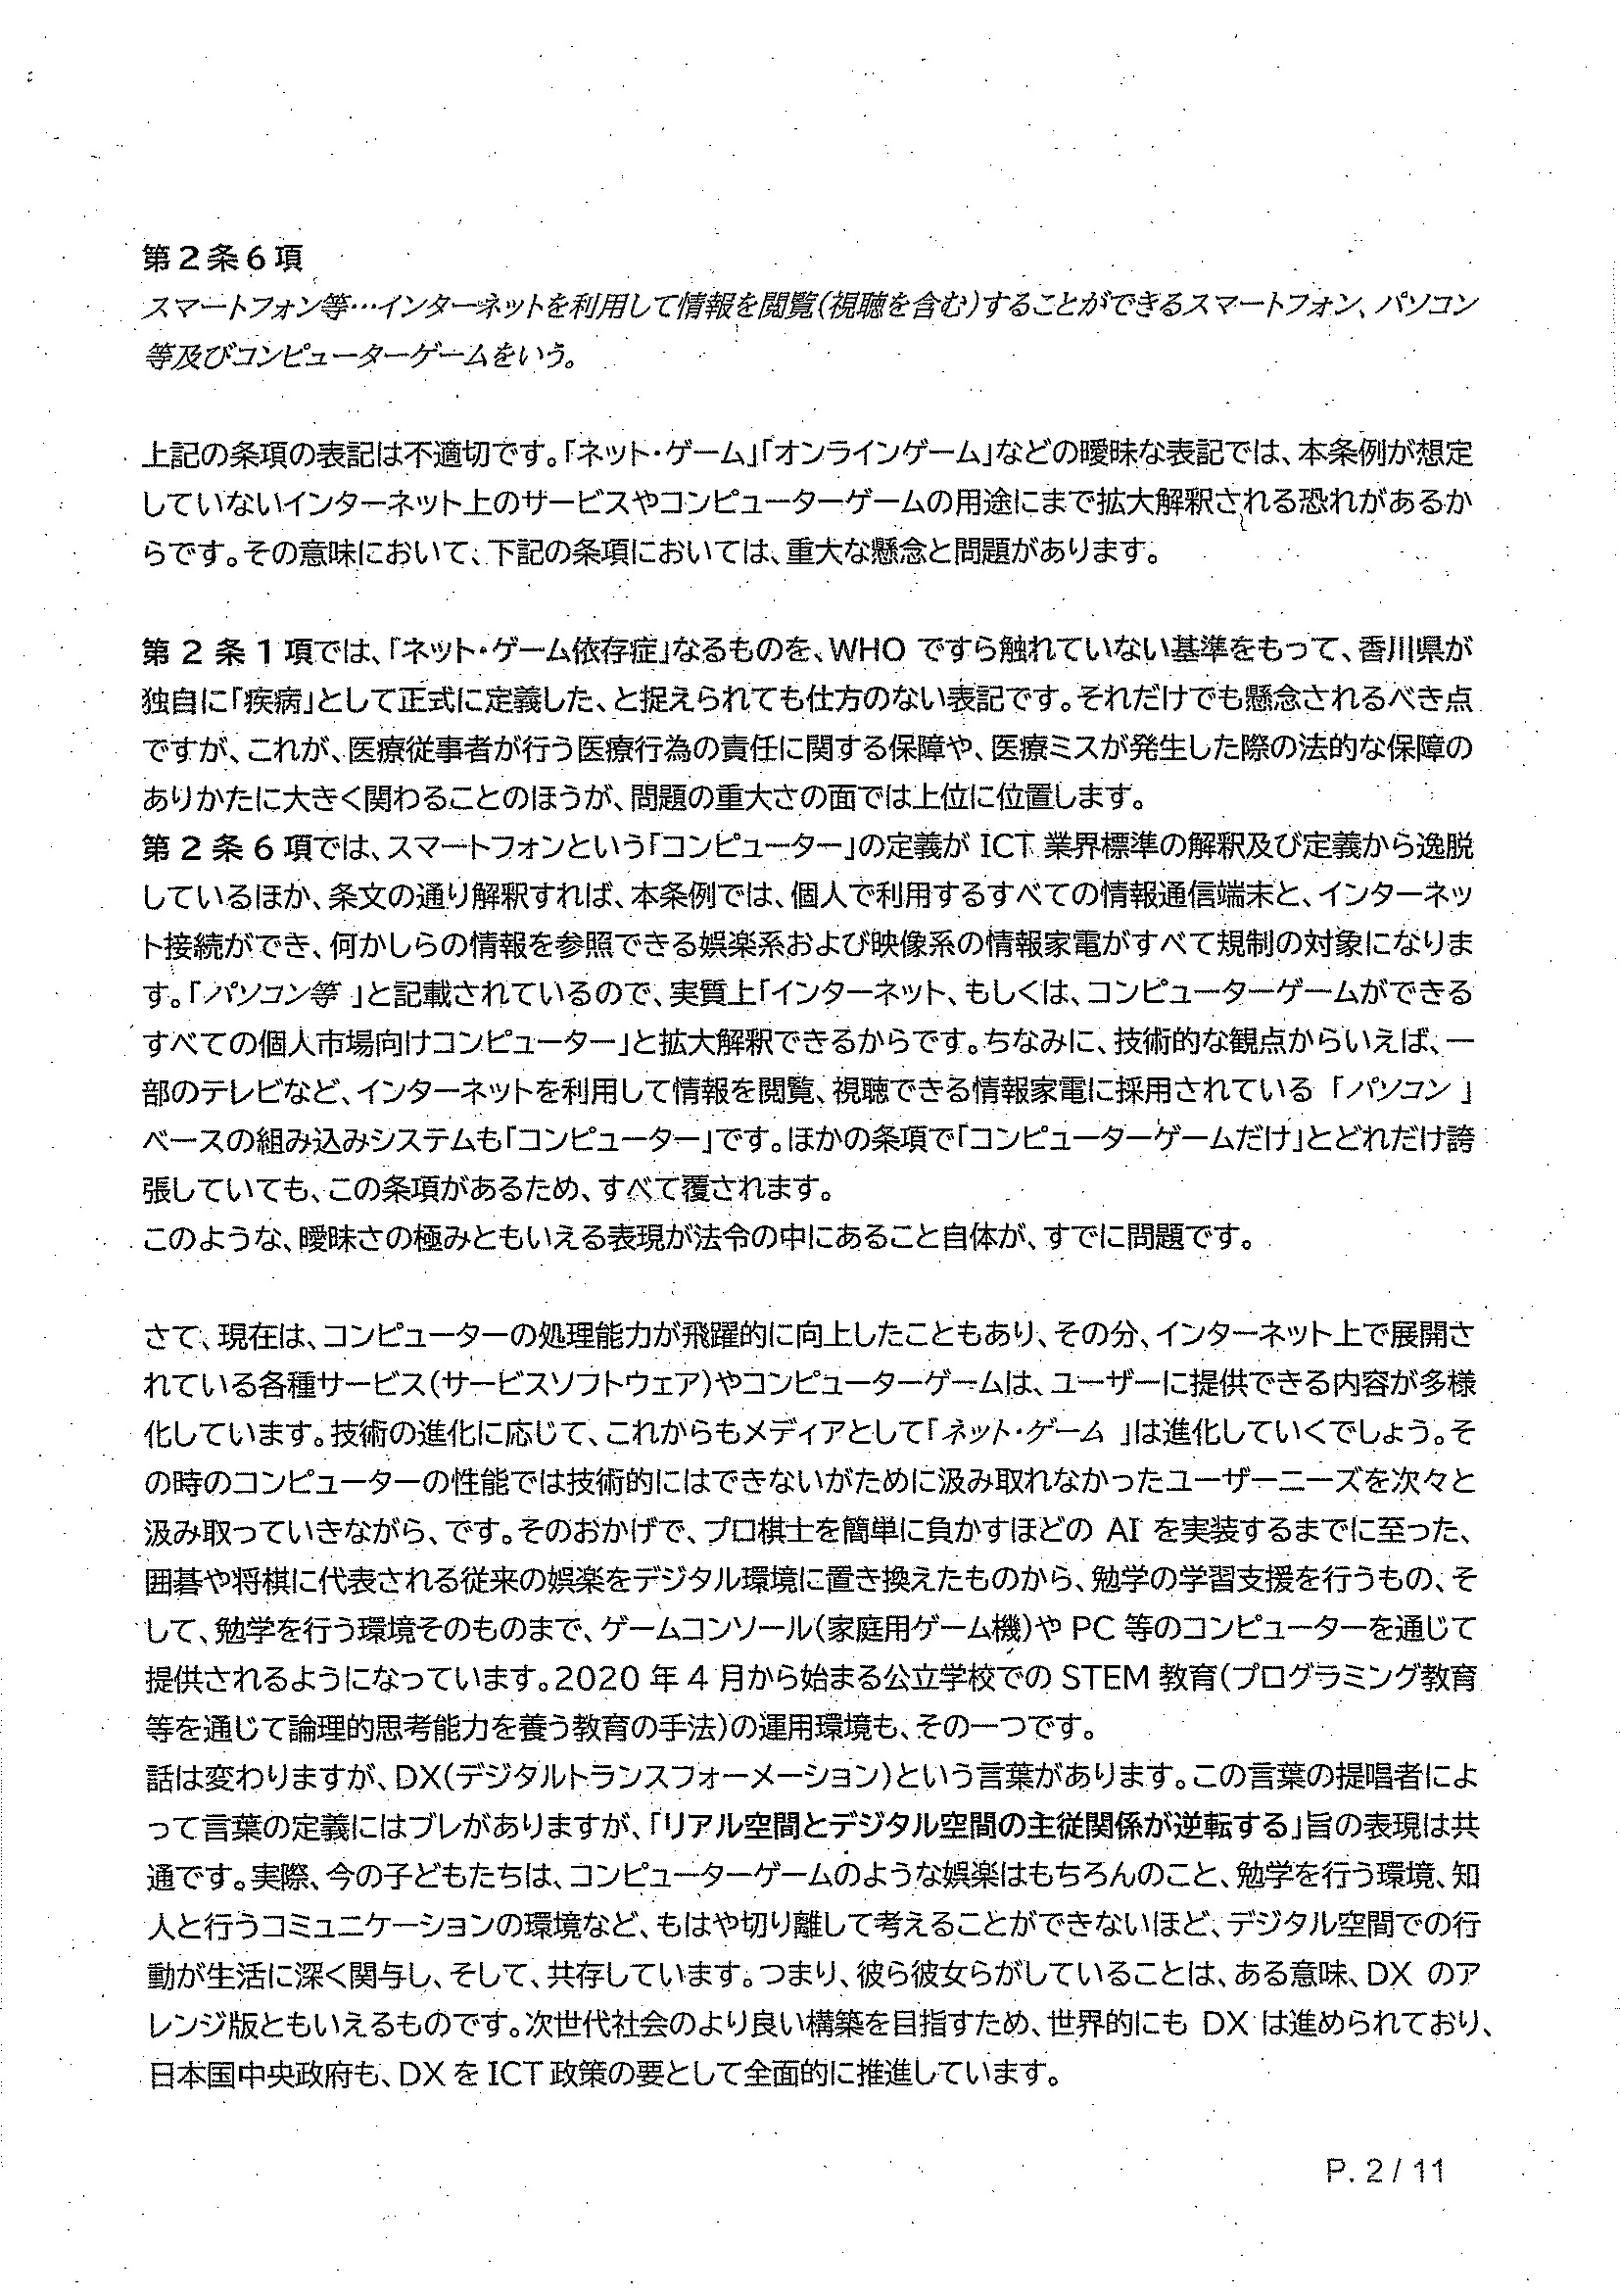 第2条6項
スマートフォン等…インターネットを利用して情報を閲覧(視聴を含む)することができるスマートフォン、パソコン
等及びコンピューターゲームをいう。
上記の条項の表記は不適切です。「ネット・ゲーム」「オンラインゲーム」などの曖昧な表記では、本条例が想定
していないインターネット上のサービスやコンピューターゲームの用途にまで拡大解釈される恐れがあるか
らです。その意味において、下記の条項においては、重大な懸念と問題があります。
第2条1項では、「ネット・ゲーム依存症」なるものを、WHOですら触れていない基準をもって、香川県が
独自に「疾病」として正式に定義した、と捉えられても仕方のない表記です。それだけでも懸念されるべき点
ですが、これが、医療従事者が行う医療行為の責任に関する保障や、医療ミスが発生した際の法的な保障の
ありかたに大きく関わることのほうが、問題の重大さの面では上位に位置します。
第2条6項では、スマートフォンという「コンピューター」の定義がICT業界標準の解釈及び定義から逸脱
しているほか、条文の通り解釈すれば、本条例では、個人で利用するすべての情報通信端末と、インターネッ
ト接続ができ、何かしらの情報を参照できる娯楽系および映像系の情報家電がすべて規制の対象になりま
す。「パソコン等」と記載されているので、実質上「インターネット、もしくは、コンピューターゲームができる
すべての個人市場向けコンピューター」と拡大解釈できるからです。ちなみに、技術的な観点からいえば、一
部のテレビなど、インターネットを利用して情報を閲覧、視聴できる情報家電に採用されている「パソコン」
ベースの組み込みシステムも「コンピューター」です。ほかの条項で「コンピューターゲームだけ」とどれだけ誇
張していても、この条項があるため、すべて覆されます。
このような、曖昧さの極みともいえる表現が法令の中にあること自体が、すでに問題です。
さて、現在は、コンピューターの処理能力が飛躍的に向上したこともあり、その分、インターネット上で展開さ
れている各種サービス(サービスソフトウェア)やコンピューターゲームは、ユーザーに提供できる内容が多様
化しています。技術の進化に応じて、これからもメディアとして「ネット・ゲーム」は進化していくでしょう。そ
の時のコンピューターの性能では技術的にはできないがために汲み取れなかったユーザーニーズを次々と
汲み取っていきながら、です。そのおかげで、プロ棋士を簡単に負かすほどのAIを実装するまでに至った、
囲碁や将棋に代表される従来の娯楽をデジタル環境に置き換えたものから、勉学の学習支援を行うもの、そ
して、勉学を行う環境そのものまで、ゲームコンソール(家庭用ゲーム機)やPC等のコンピューターを通じて
提供されるようになっています。2020年4月から始まる公立学校でのSTEM教育(プログラミング教育
等を通じて論理的思考能力を養う教育の手法)の運用環境も、その一つです。
話は変わりますが、DX(デジタルトランスフォーメーション)という言葉があります。この言葉の提唱者によ
って言葉の定義にはブレがありますが、「リアル空間とデジタル空間の主従関係が逆転する」旨の表現は共
通です。実際、今の子どもたちは、コンピューターゲームのような娯楽はもちろんのこと、勉学を行う環境、知
人と行うコミュニケーションの環境など、もはや切り離して考えることができないほど、デジタル空間での行
動が生活に深く関与し、そして、共存しています。つまり、彼ら彼女らがしていることは、ある意味、DXのア
レンジ版ともいえるものです。次世代社会のより良い構築を目指すため、世界的にもDXは進められており、
日本国中央政府も、DXをICT政策の要として全面的に推進しています。
P. 2 / 11